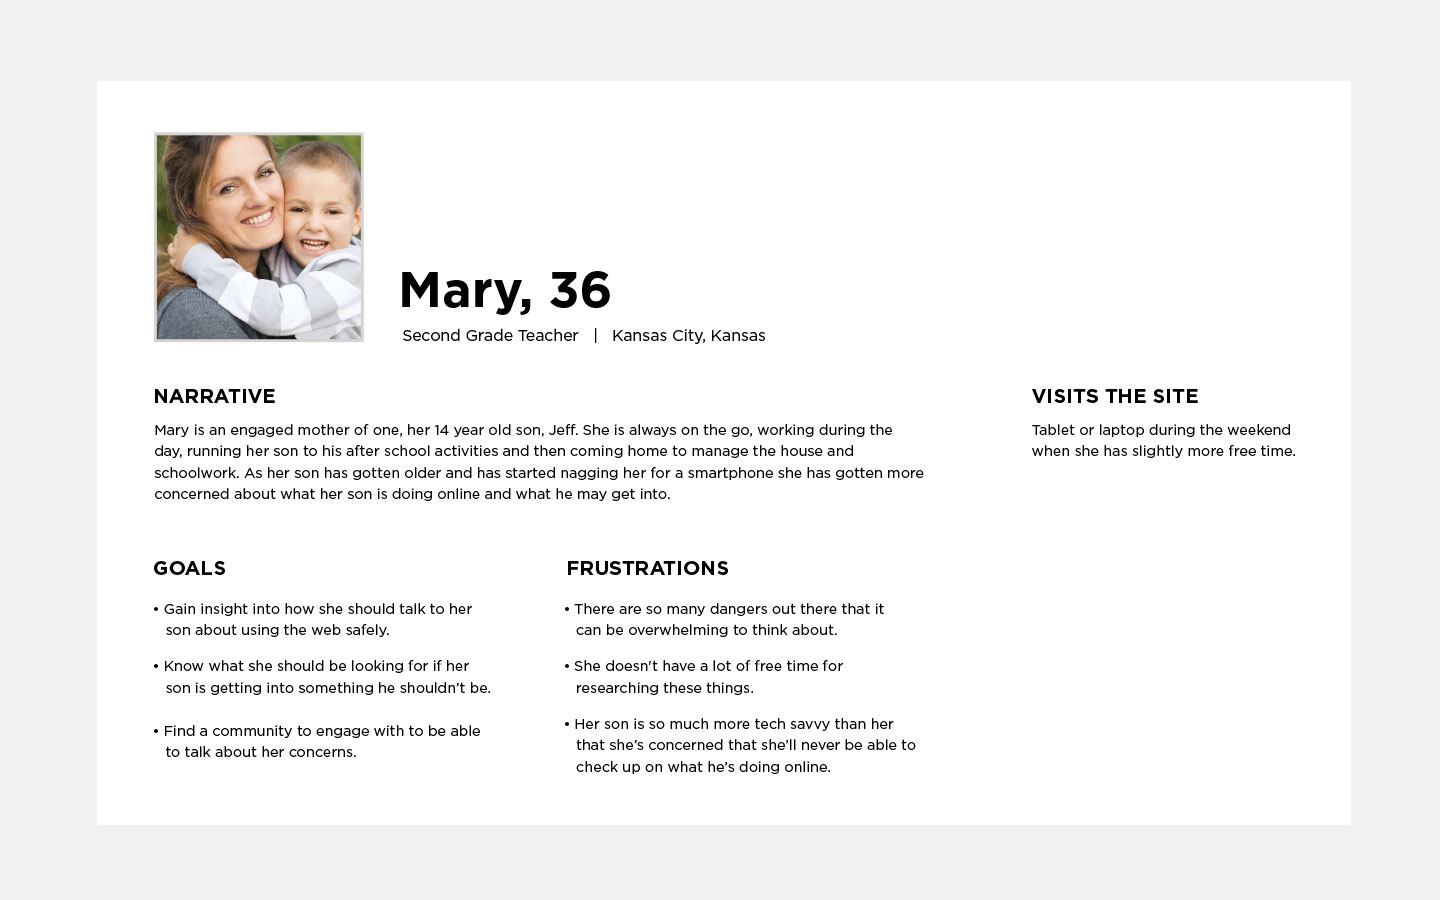 Mary, 36
Second Grade Teacher | Kansas City, Kansas
NARRATIVE
Mary is an engaged mother of one, her 14 year old son, Jeff. She is always on the go, working during the
day, running her son to his after school activities and then coming home to manage the house and
schoolwork. As her son has gotten older and has started nagging her for a smartphone she has gotten more
concerned about what her son is doing online and what he may get into.
VISITS THE SITE
Tablet or laptop during the weekend
when she has slightly more free time.
GOALS
• Gain insight into how she should talk to her
son about using the web safely.
• Know what she should be looking for if her
son is getting into something he shouldn’t be.
• Find a community to engage with to be able
to talk about her concerns.
FRUSTRATIONS
• There are so many dangers out there that it
can be overwhelming to think about.
• She doesn't have a lot of free time for
researching these things.
• Her son is so much more tech savvy than her
that she’s concerned that she’ll never be able to
check up on what he’s doing online.